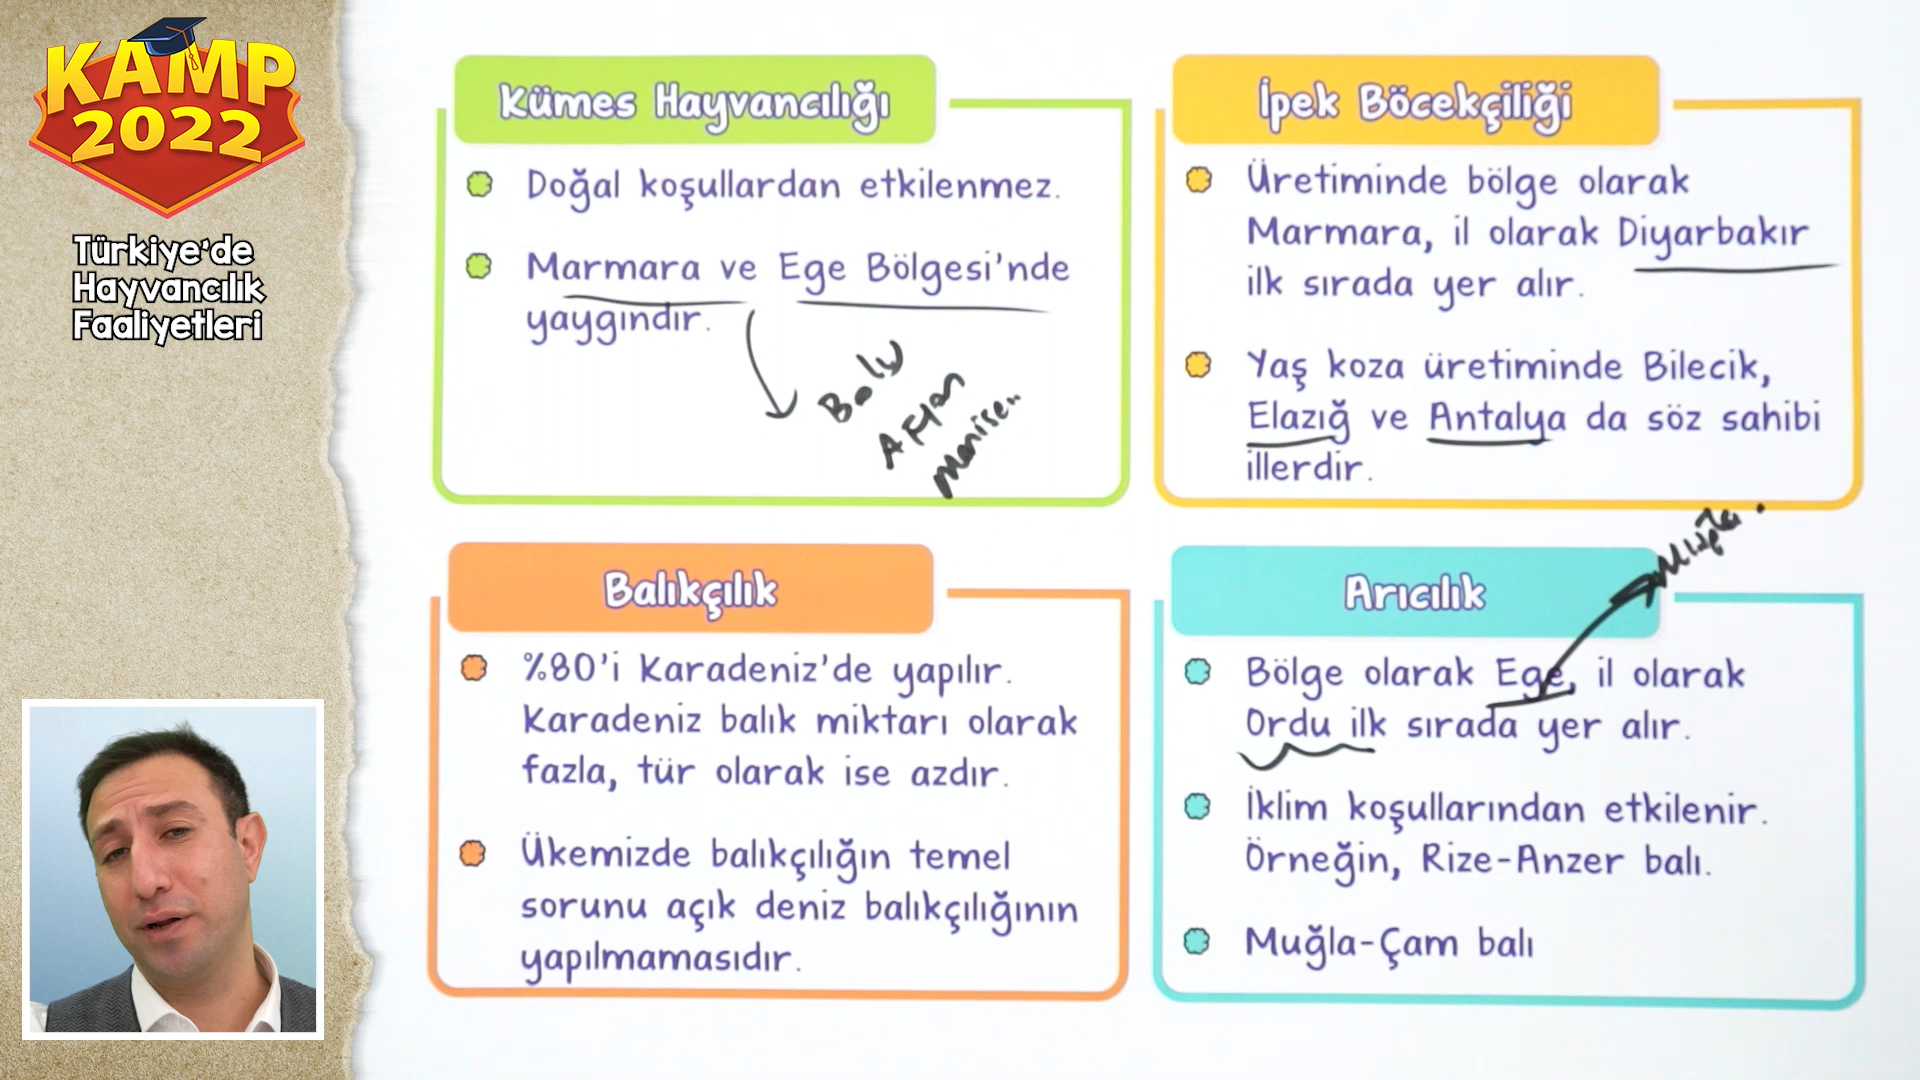 KAMP
2022
Türkiye'de
Hayvancılık
Faaliyetleri
Kümes Hayvancılığı
Doğal koşullardan etkilenmez.
Marmara ve Ege Bölgesi'nde
yaygındır.
Bolu
Afyon
Manisa
İpek Böcekçiliği
Üretiminde bölge olarak
Marmara, il olarak Diyarbakır
ilk sırada yer alır.
Yaş koza üretiminde Bilecik,
Elazığ ve Antalya da söz sahibi
illerdir.
Balıkçılık
%80'i Karadeniz'de yapılır.
Karadeniz balık miktarı olarak
fazla, tür olarak ise azdır.
Ükemizde balıkçılığın temel
sorunu açık deniz balıkçılığının
yapılmamasıdır.
Muğla
Arıcılık
Bölge olarak Ege, il olarak
Ordu ilk sırada yer alır.
İklim koşullarından etkilenir.
Örneğin, Rize-Anzer balı.
Muğla-Çam balı